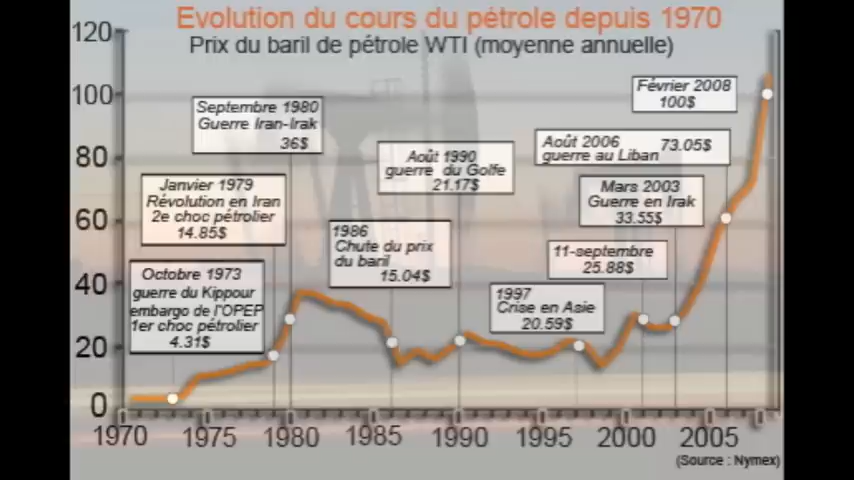 Evolution du cours du pétrole depuis 1970
Prix du baril de pétrole WTI (moyenne annuelle)
120
100
80
60
40
20
0
Février 2008
100$
Septembre 1980
Guerre Iran-Irak
36$
Août 2006 73.05$
guerre au Liban
Août 1990
guerre du Golfe
21.17$
Janvier 1979
Révolution en Iran
2e choc pétrolier
14.85$
Mars 2003
Guerre en Irak
33.55$
1986
Chute du prix
du baril
15.04$
11-septembre
25.88$
Octobre 1973
guerre du Kippour
embargo de l'OPEP
1er choc pétrolier
4.31$
1997
Crise en Asie
20.59$
1970 1975 1980 1985 1990 1995 2000 2005
(Source : Nymex)